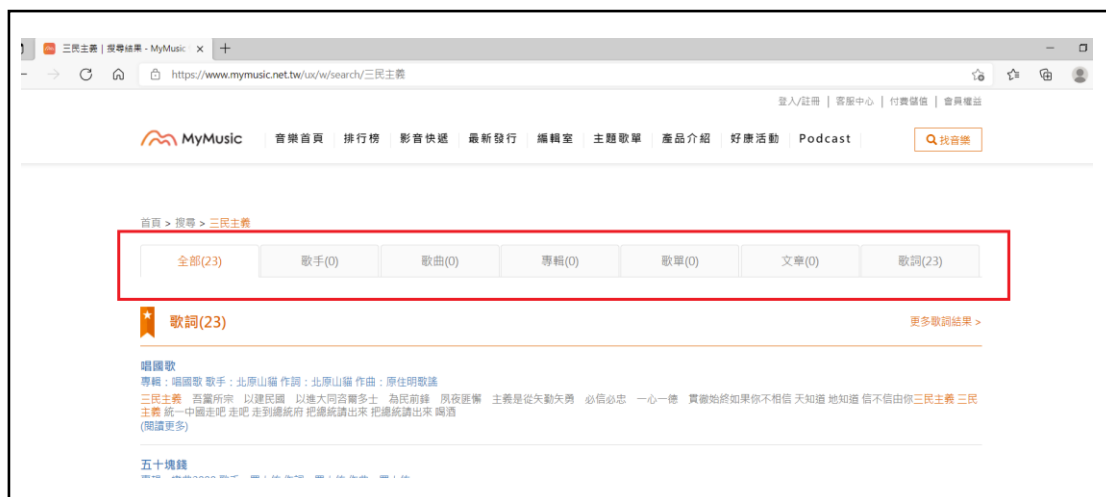 三民主義 | 搜尋結果 - MyMusic
https://www.mymusic.net.tw/ux/w/search/三民主義
登入/註冊 | 客服中心 | 付費儲值 | 會員權益
MyMusic 音樂首頁 排行榜 影音快遞 最新發行 編輯室 主題歌單 產品介紹 好康活動 Podcast 找音樂
首頁 > 搜尋 > 三民主義
全部(23) 歌手(0) 歌曲(0) 專輯(0) 歌單(0) 文章(0) 歌詞(23)
歌詞(23) 更多歌詞結果 >
唱國歌
專輯：唱國歌 歌手：北原山貓 作詞：北原山貓 作曲：原住明歌謠
三民主義 吾黨所宗 以建民國 以進大同咨爾多士 為民前鋒 夙夜匪懈 主義是從矢勤矢勇 必信必忠 一心一德 貫徹始終如果你不相信 天知道 地知道 信不信由你三民主義 三民
主義 統一中國走吧 走吧 走到總統府 把總統請出來 把總統請出來 喝酒
(閱讀更多)
五十塊錢